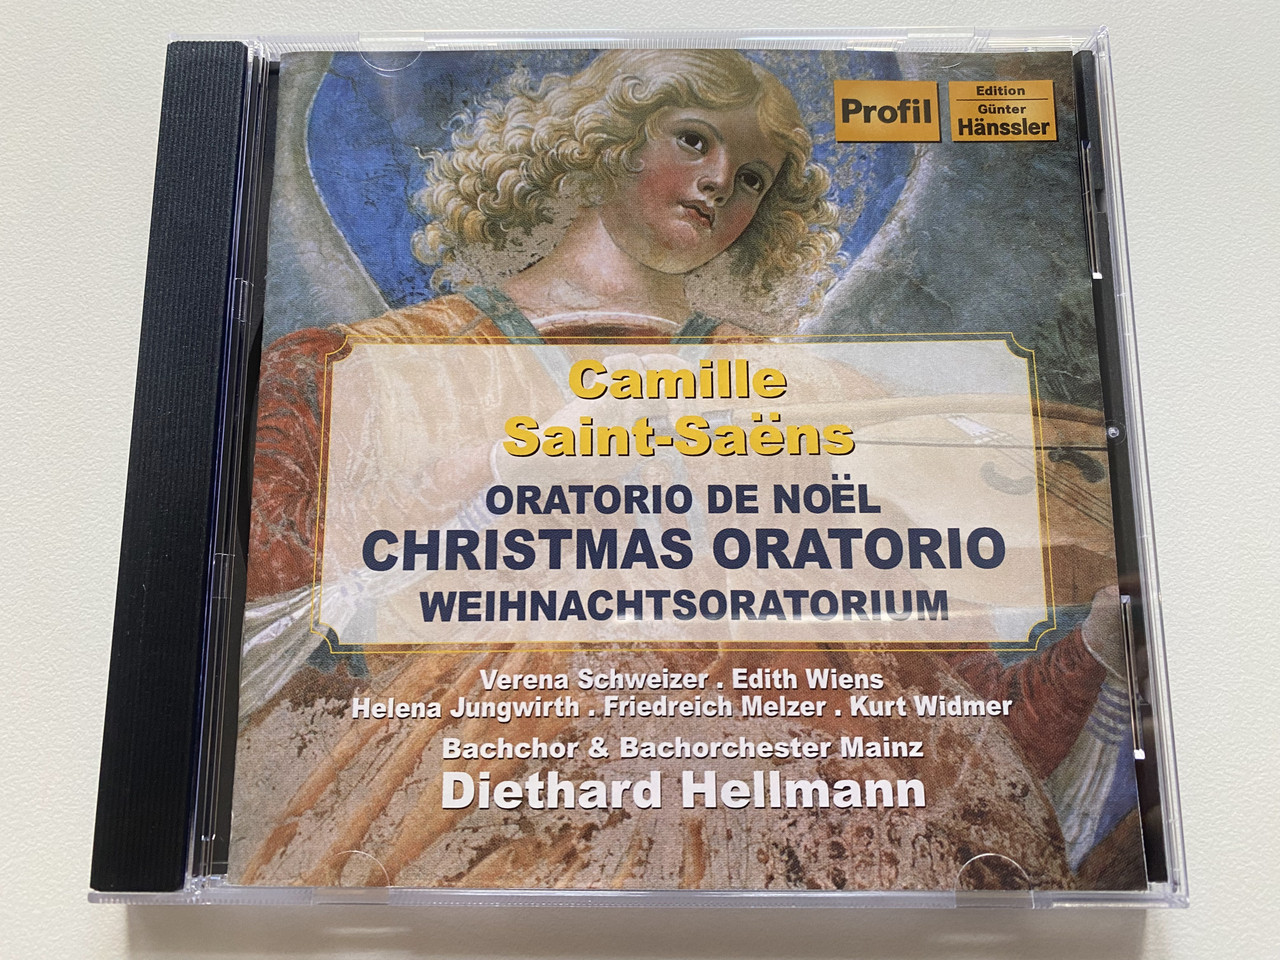 Profil
Edition
Günter
Hänssler
Camille
Saint-Saëns
ORATORIO DE NOËL
CHRISTMAS ORATORIO
WEIHNACHTSORATORIUM
Verena Schweizer . Edith Wiens
Helena Jungwirth . Friedreich Melzer . Kurt Widmer
Bachchor & Bachorchester Mainz
Diethard Hellmann